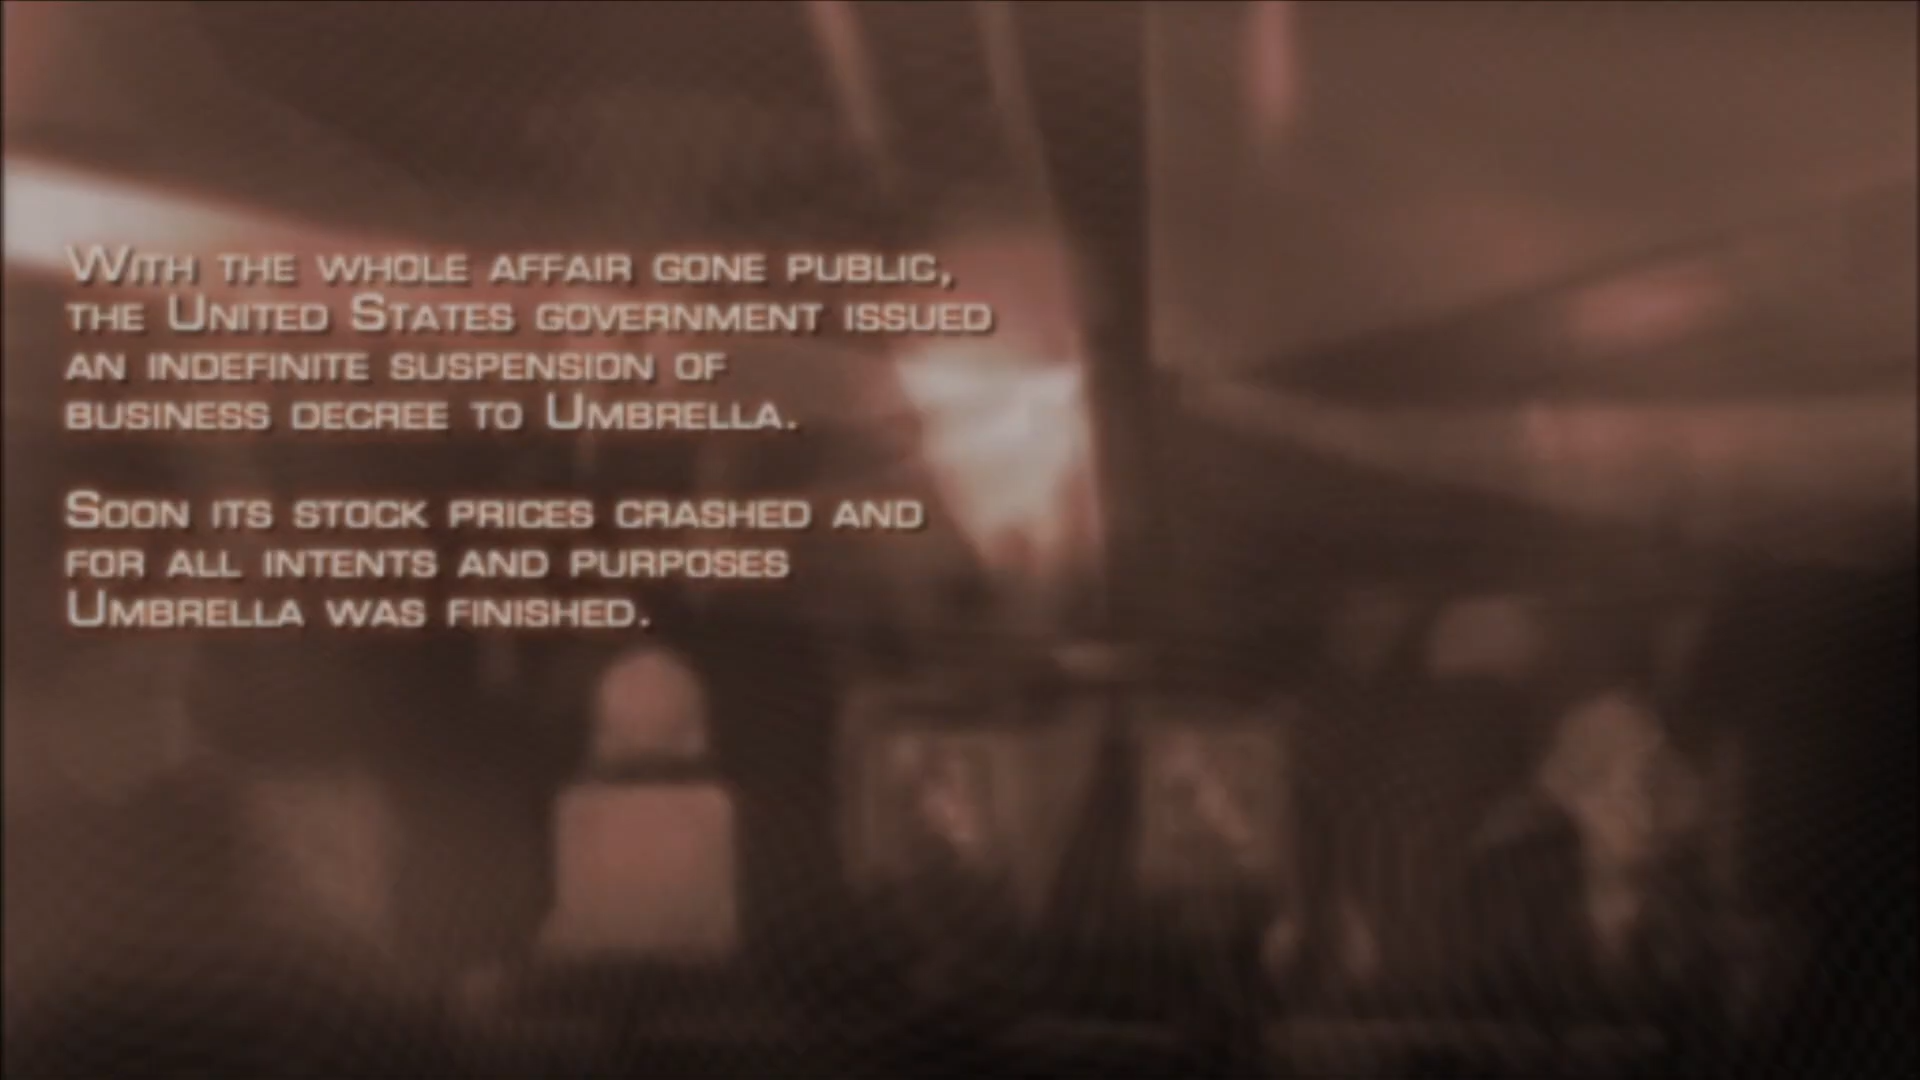 With the whole affair gone public,
the United States government issued
an indefinite suspension of
business decree to Umbrella.
Soon its stock prices crashed and
for all intents and purposes
Umbrella was finished.